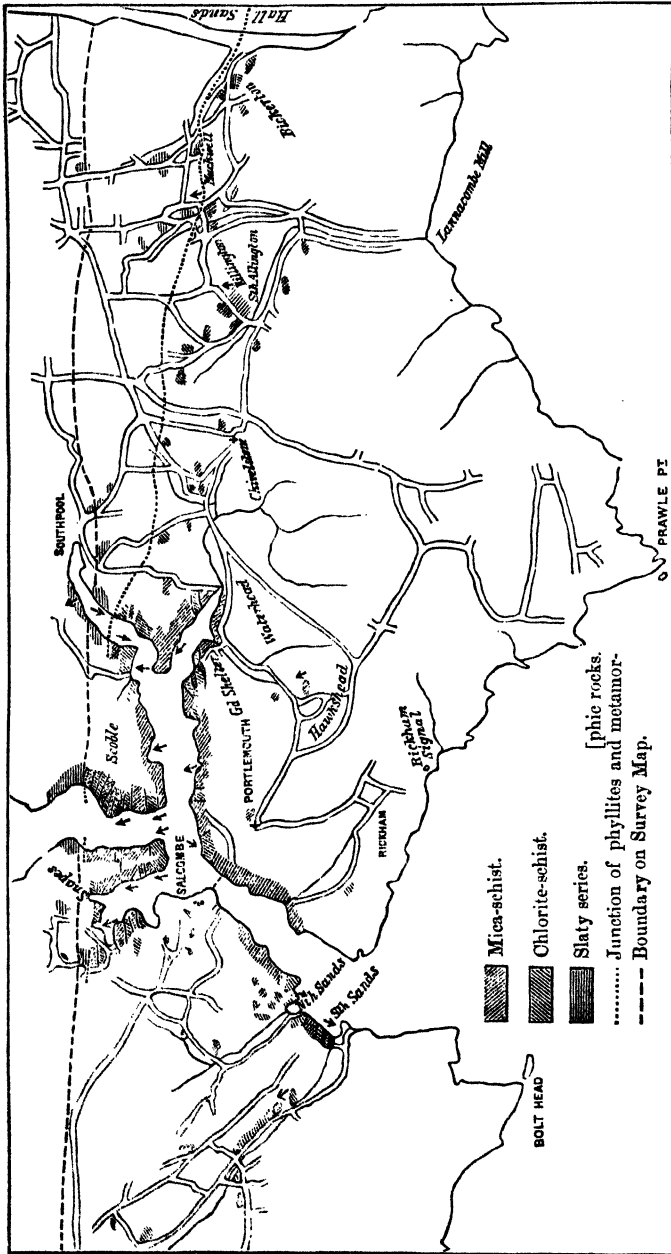 Hall
Sands
SOUTHPOOL
Scoble
Snapes
SALCOMBE
PORTLEMOUTH
Gd Shelter
Waterhead
Chivelstone
Sth. Allington
Bickerton
Lannacombe Mill
Hawkshead
Rickham
Signal
RICKHAM
Nth Sands
Sth Sands
PRAWLE PT
BOLT HEAD
Mica-schist.
Chlorite-schist.
Slaty series. [phic rocks.
Junction of phyllites and metamor-
Boundary on Survey Map.